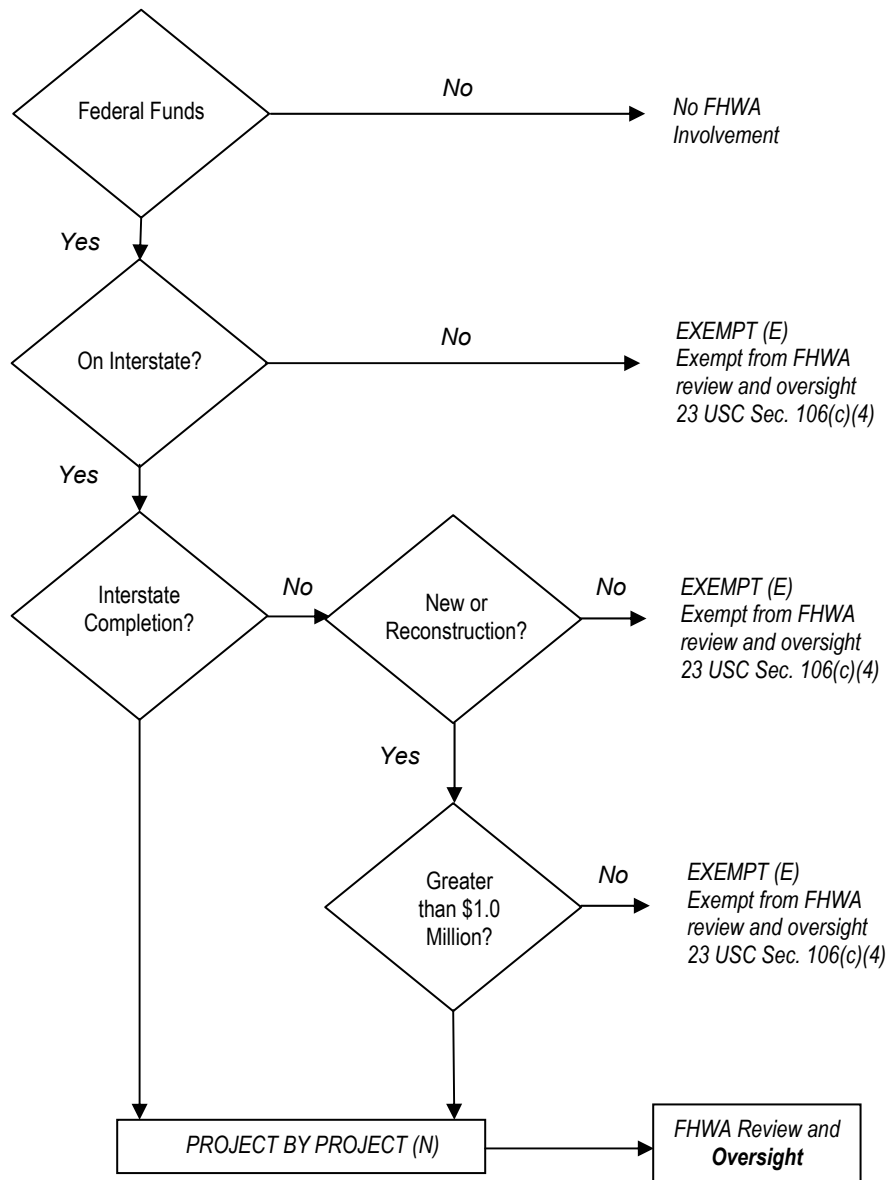 Federal Funds
No
No FHWA
Involvement
Yes
On Interstate?
No
EXEMPT (E)
Exempt from FHWA
review and oversight
23 USC Sec. 106(c)(4)
Yes
Interstate
Completion?
No
New or
Reconstruction?
No
EXEMPT (E)
Exempt from FHWA
review and oversight
23 USC Sec. 106(c)(4)
Yes
Greater
than $1.0
Million?
No
EXEMPT (E)
Exempt from FHWA
review and oversight
23 USC Sec. 106(c)(4)
PROJECT BY PROJECT (N)
FHWA Review and
Oversight